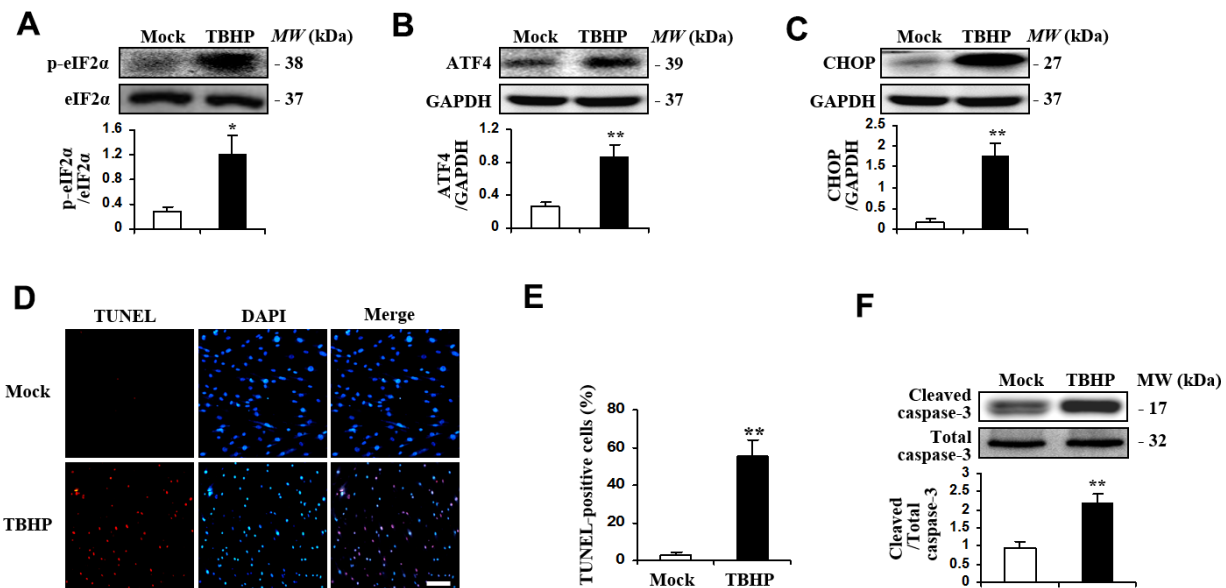 A
Mock TBHP MW (kDa)
p-eIF2α - 38
eIF2α - 37
1.6
1.2
0.8
0.4
0
p-eIF2α
/eIF2α
*
B
Mock TBHP MW (kDa)
ATF4 - 39
GAPDH - 37
1.2
0.8
0.4
0
ATF4
/GAPDH
**
C
Mock TBHP MW (kDa)
CHOP - 27
GAPDH - 37
2.5
2
1.5
1
0.5
0
CHOP
/GAPDH
**
D
TUNEL DAPI Merge
Mock
TBHP
E
TUNEL-positive cells (%)
80
60
40
20
0
**
Mock TBHP
F
Mock TBHP MW (kDa)
Cleaved
caspase-3 - 17
Total
caspase-3 - 32
3
2.5
2
1.5
1
0.5
0
Cleaved
/Total
caspase-3
**